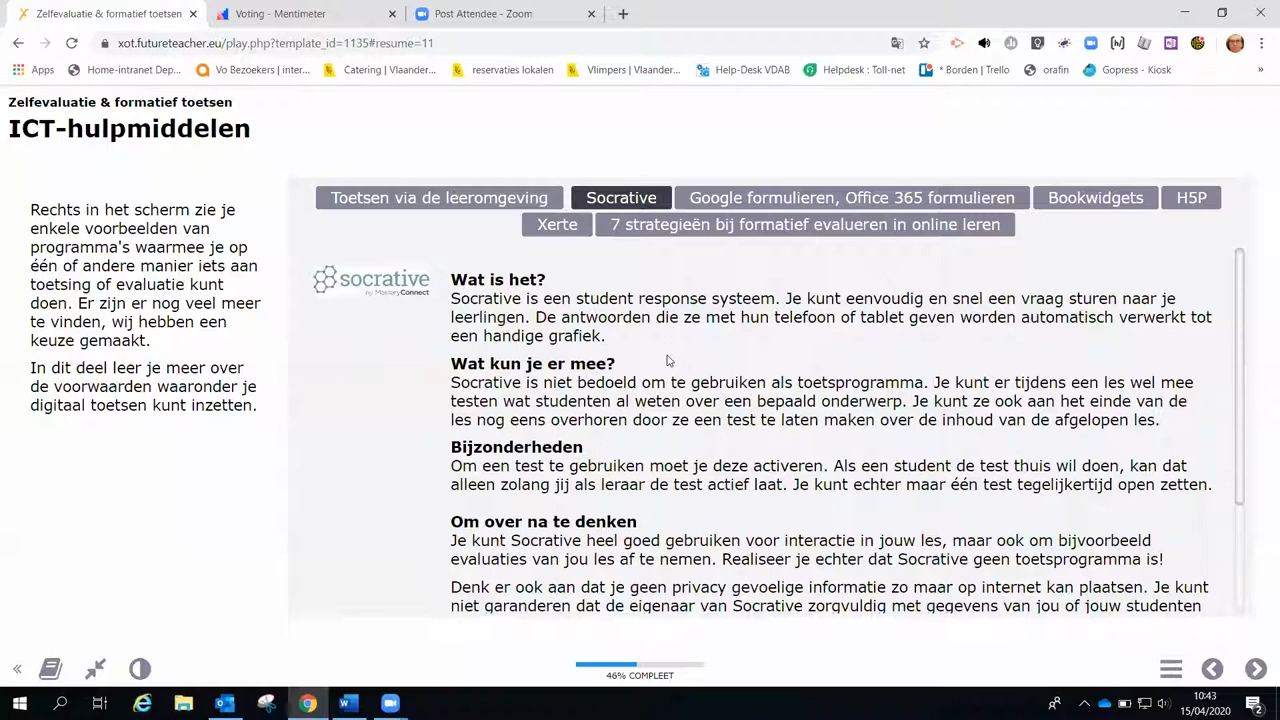 Zelfevaluatie & formatief toetsen
Voting - Mentimeter
Post Attendee - Zoom
xot.futureteacher.eu/play.php?template_id=1135#resume=11
Apps
Home-intranet Dep...
Vo Bezoekers | inter...
Catering | Vlaander...
reservaties lokalen
Vlimpers | Vlaander...
Help-Desk VDAB
Helpdesk : Toll-net
* Borden | Trello
orafin
Gopress - Kiosk
»
Zelfevaluatie & formatief toetsen
ICT-hulpmiddelen
Rechts in het scherm zie je
enkele voorbeelden van
programma's waarmee je op
één of andere manier iets aan
toetsing of evaluatie kunt
doen. Er zijn er nog veel meer
te vinden, wij hebben een
keuze gemaakt.
In dit deel leer je meer over
de voorwaarden waaronder je
digitaal toetsen kunt inzetten.
Toetsen via de leeromgeving
Socrative
Google formulieren, Office 365 formulieren
Bookwidgets
H5P
Xerte
7 strategieën bij formatief evalueren in online leren
socrative
by MasteryConnect
Wat is het?
Socrative is een student response systeem. Je kunt eenvoudig en snel een vraag sturen naar je
leerlingen. De antwoorden die ze met hun telefoon of tablet geven worden automatisch verwerkt tot
een handige grafiek.
Wat kun je er mee?
Socrative is niet bedoeld om te gebruiken als toetsprogramma. Je kunt er tijdens een les wel mee
testen wat studenten al weten over een bepaald onderwerp. Je kunt ze ook aan het einde van de
les nog eens overhoren door ze een test te laten maken over de inhoud van de afgelopen les.
Bijzonderheden
Om een test te gebruiken moet je deze activeren. Als een student de test thuis wil doen, kan dat
alleen zolang jij als leraar de test actief laat. Je kunt echter maar één test tegelijkertijd open zetten.
Om over na te denken
Je kunt Socrative heel goed gebruiken voor interactie in jouw les, maar ook om bijvoorbeeld
evaluaties van jou les af te nemen. Realiseer je echter dat Socrative geen toetsprogramma is!
Denk er ook aan dat je geen privacy gevoelige informatie zo maar op internet kan plaatsen. Je kunt
niet garanderen dat de eigenaar van Socrative zorgvuldig met gegevens van jou of jouw studenten
«
46% COMPLEET
10:43
15/04/2020
2